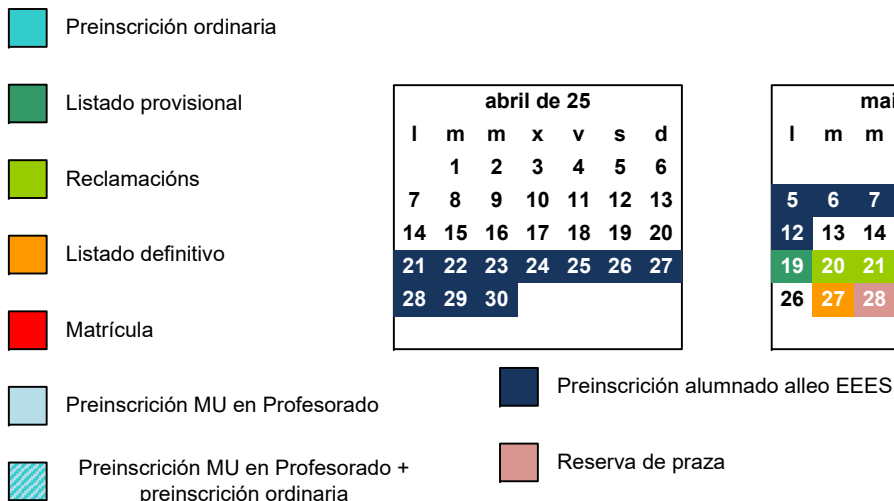 Preinscrición ordinaria
Listado provisional
Reclamacións
Listado definitivo
Matrícula
Preinscrición MU en Profesorado
Preinscrición MU en Profesorado +
preinscrición ordinaria
abril de 25
l m m x v s d
1 2 3 4 5 6
7 8 9 10 11 12 13
14 15 16 17 18 19 20
21 22 23 24 25 26 27
28 29 30
mai
l m m
5 6 7
12 13 14
19 20 21
26 27 28
Preinscrición alumnado alleo EEES
Reserva de praza